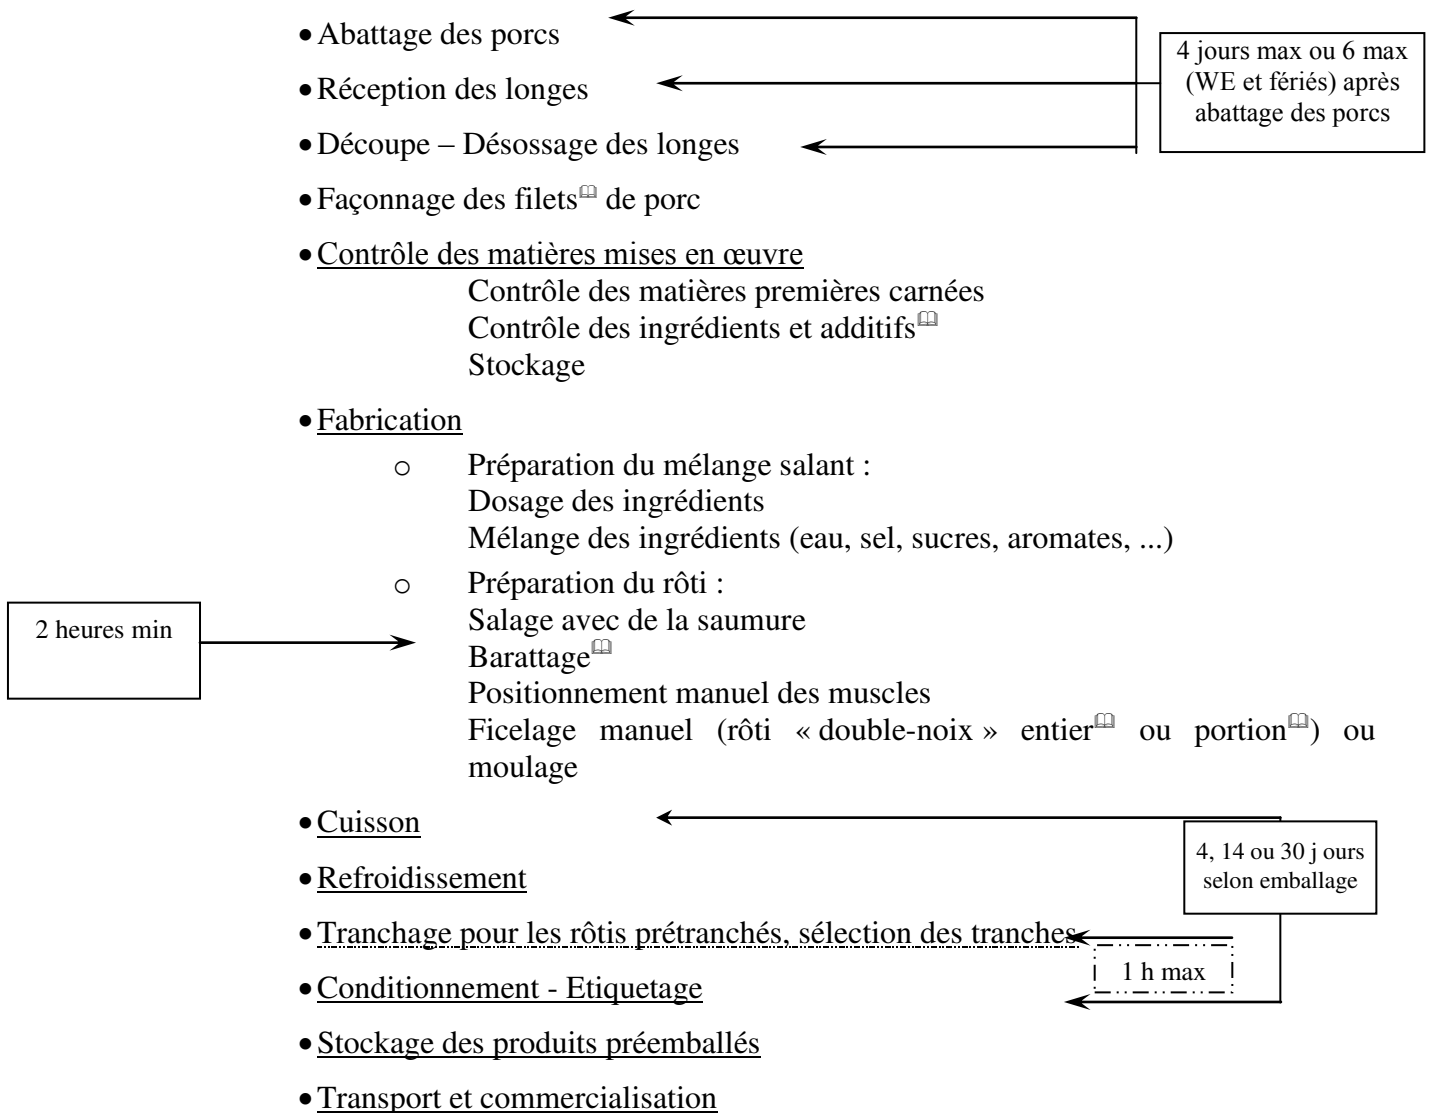 • Abattage des porcs
4 jours max ou 6 max
(WE et fériés) après
abattage des porcs
• Réception des longes
• Découpe – Désossage des longes
• Façonnage des filets🕮 de porc
• Contrôle des matières mises en œuvre
Contrôle des matières premières carnées
Contrôle des ingrédients et additifs🕮
Stockage
• Fabrication
o Préparation du mélange salant :
Dosage des ingrédients
Mélange des ingrédients (eau, sel, sucres, aromates, ...)
o Préparation du rôti :
Salage avec de la saumure
2 heures min
Barattage🕮
Positionnement manuel des muscles
Ficelage manuel (rôti « double-noix » entier🕮 ou portion🕮) ou
moulage
• Cuisson
4, 14 ou 30 j ours
selon emballage
• Refroidissement
• Tranchage pour les rôtis prétranchés, sélection des tranches
1 h max
• Conditionnement - Etiquetage
• Stockage des produits préemballés
• Transport et commercialisation